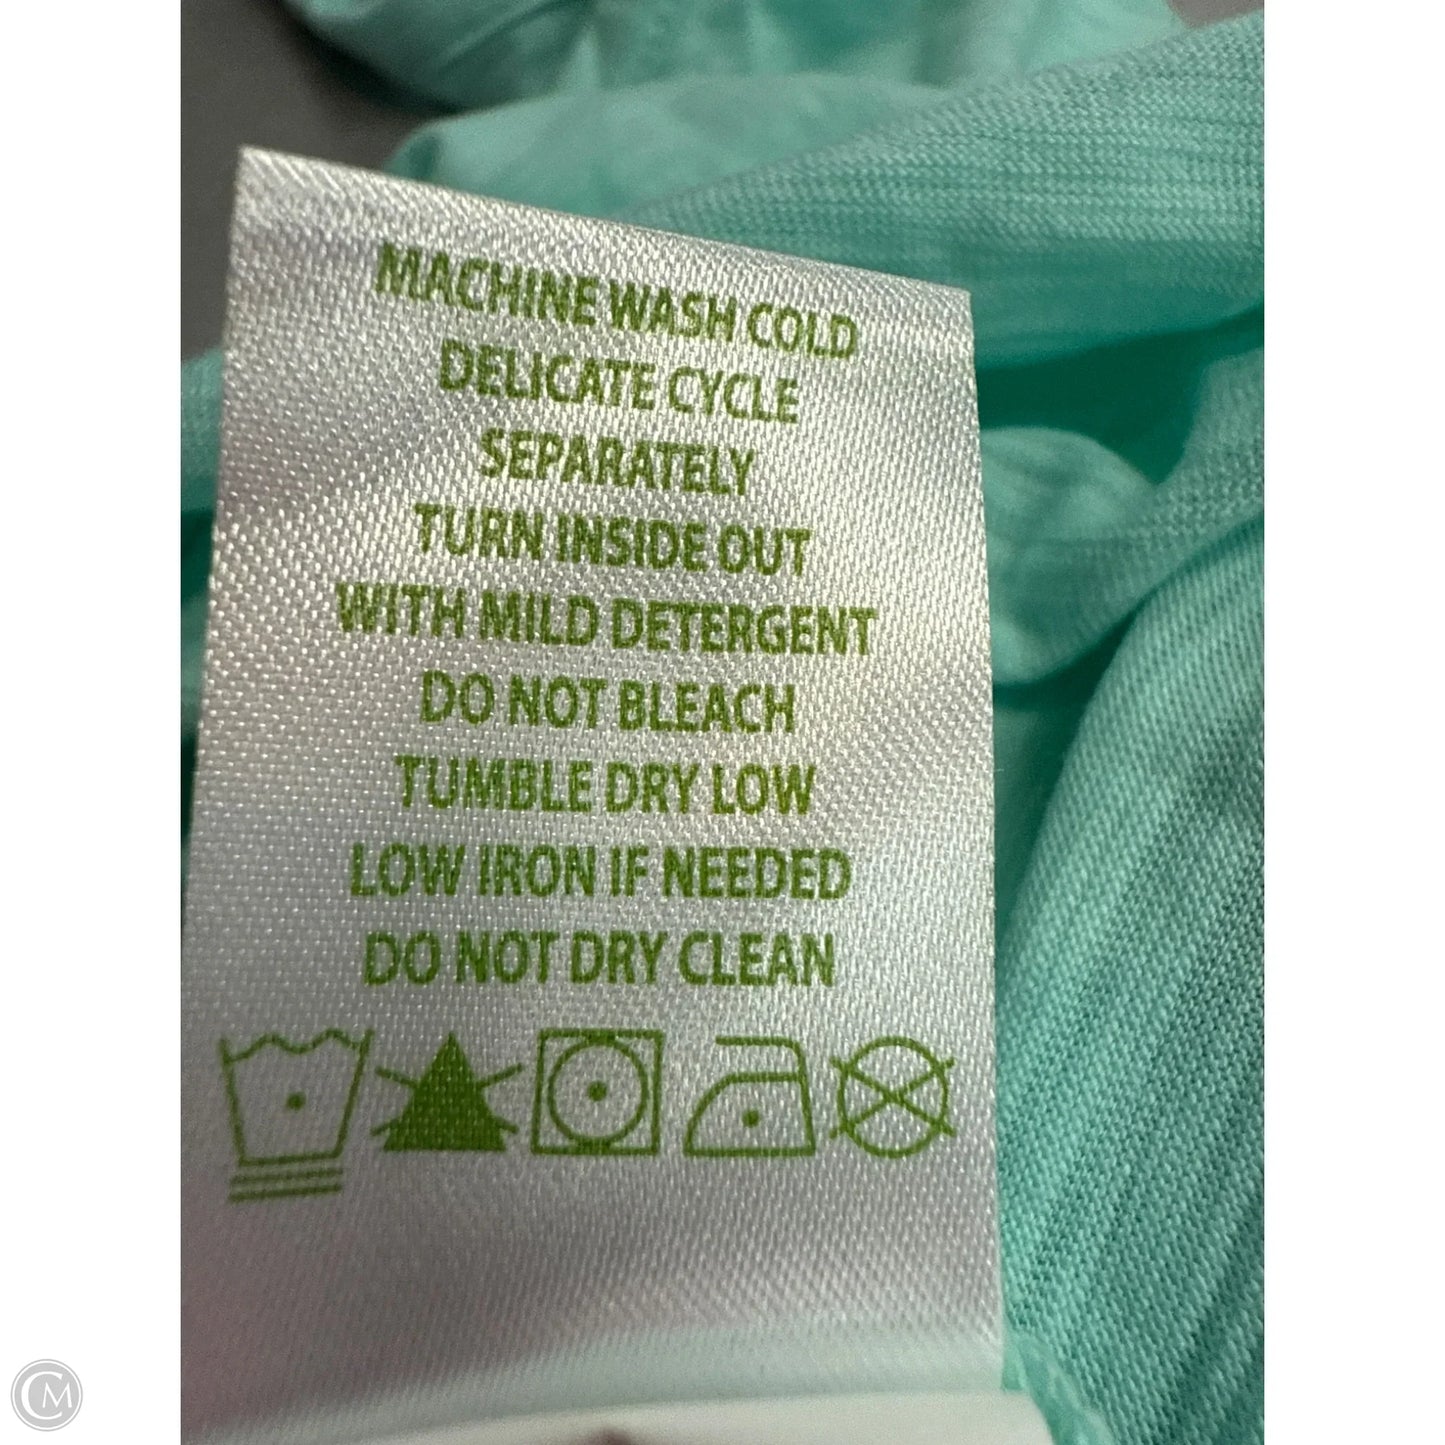 MACHINE WASH COLD
DELICATE CYCLE
SEPARATELY
TURN INSIDE OUT
WITH MILD DETERGENT
DO NOT BLEACH
TUMBLE DRY LOW
LOW IRON IF NEEDED
DO NOT DRY CLEAN
CM